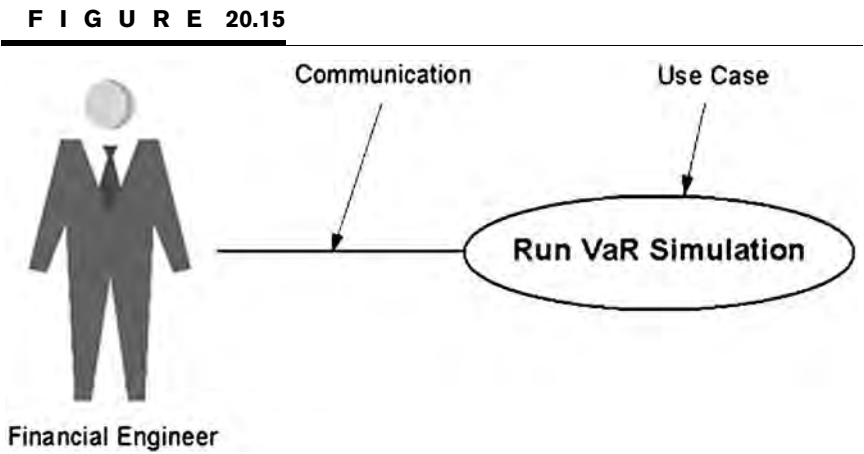 F I G U R E 20.15
Communication
Use Case
Run VaR Simulation
Financial Engineer